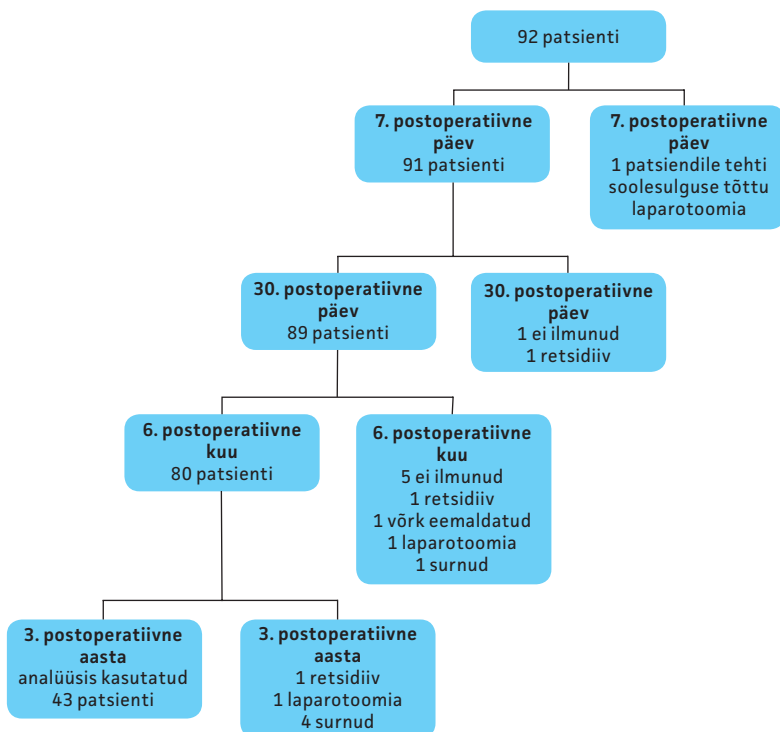 92 patsienti
7. postoperatiivne
päev
91 patsienti
7. postoperatiivne
päev
1 patsiendile tehti
soolesulguse tõttu
laparotoomia
30. postoperatiivne
päev
89 patsienti
30. postoperatiivne
päev
1 ei ilmunud
1 retsidiiv
6. postoperatiivne
kuu
80 patsienti
6. postoperatiivne
kuu
5 ei ilmunud
1 retsidiiv
1 võrk eemaldatud
1 laparotoomia
1 surnud
3. postoperatiivne
aasta
analüüsis kasutatud
43 patsienti
3. postoperatiivne
aasta
1 retsidiiv
1 laparotoomia
4 surnud